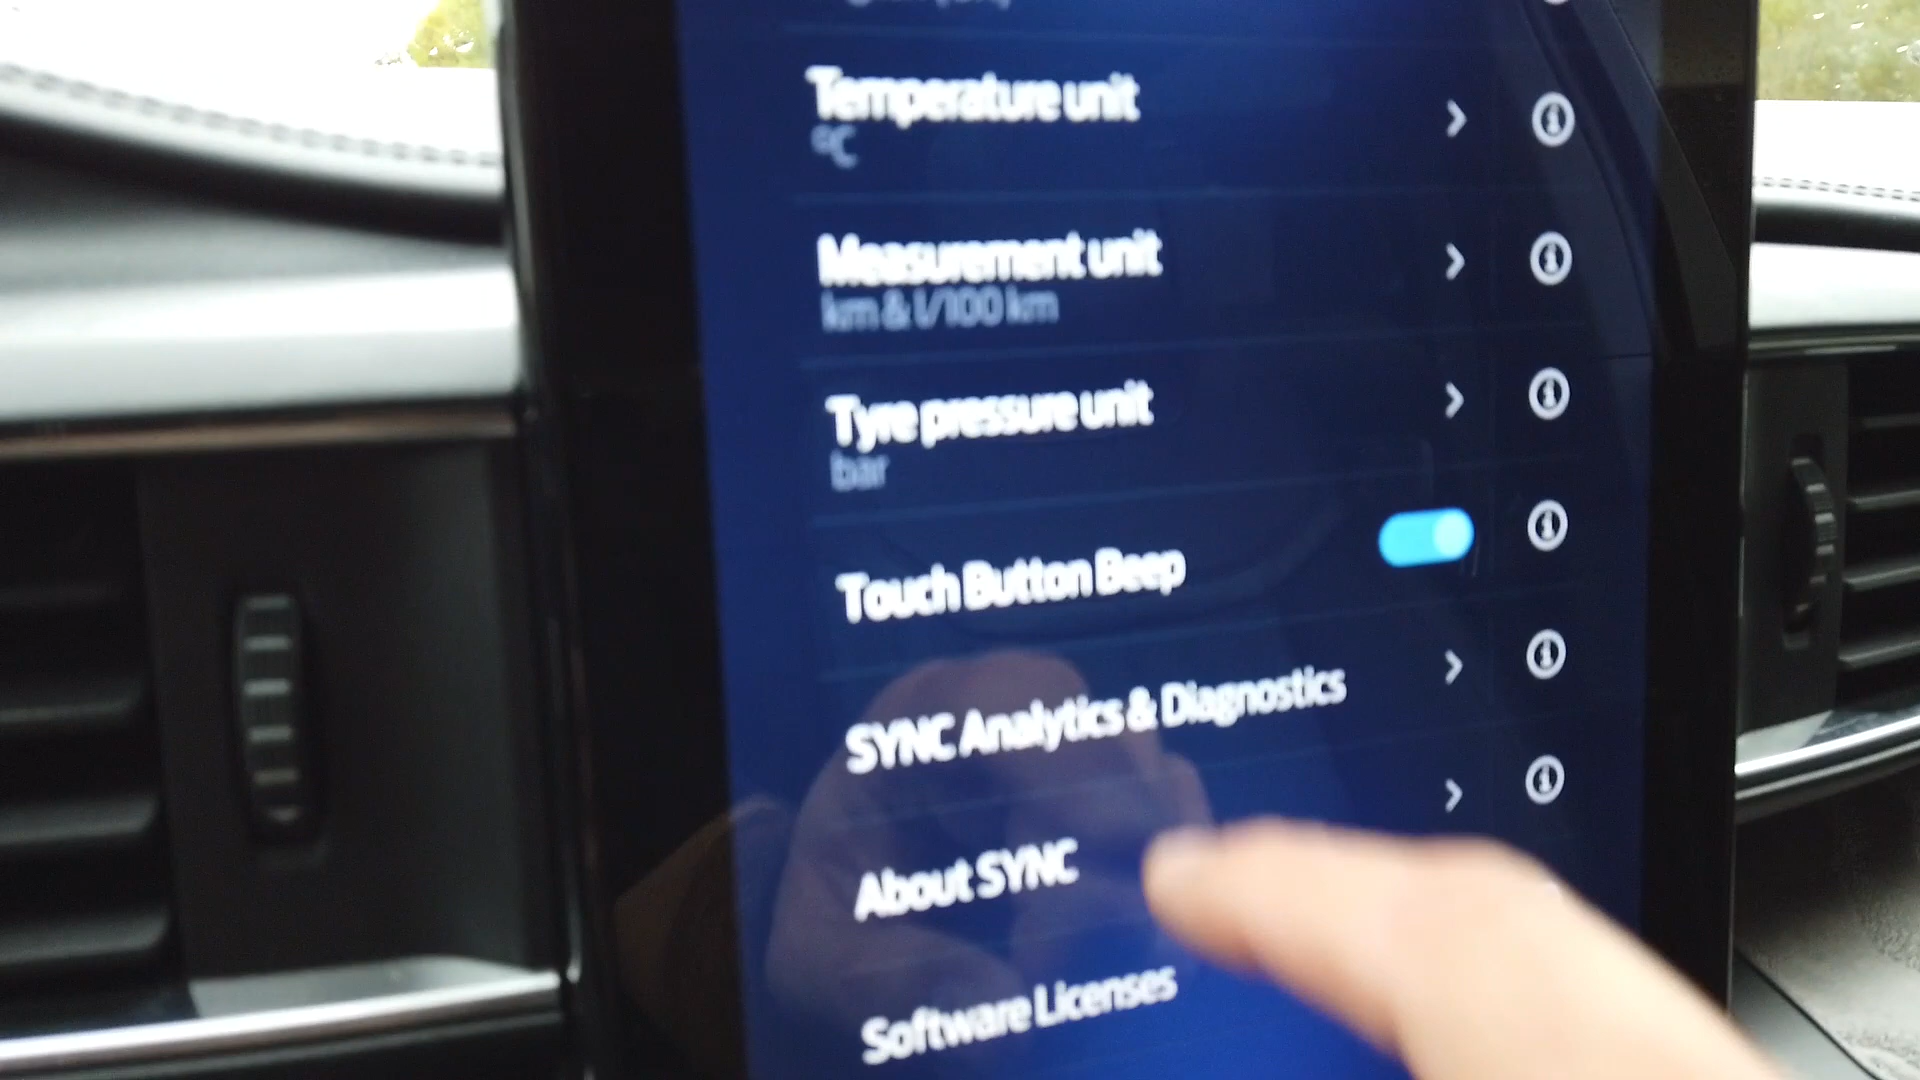 Temperature unit
°C
Measurement unit
km & l/100 km
Tyre pressure unit
bar
Touch Button Beep
SYNC Analytics & Diagnostics
About SYNC
Software Licenses